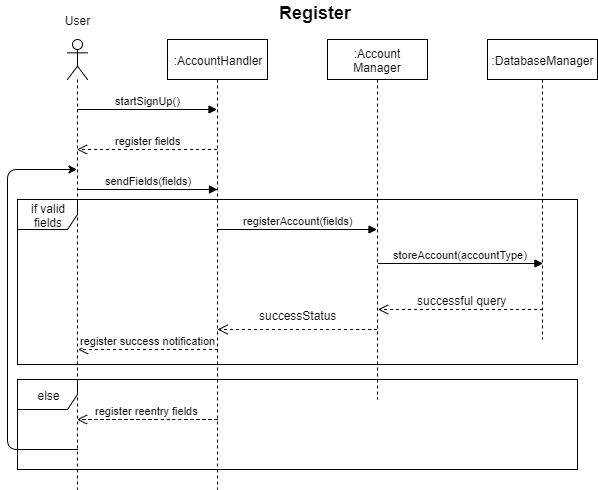 Register
User
:AccountHandler
:Account
Manager
:DatabaseManager
startSignUp()
register fields
sendFields(fields)
if valid
fields
registerAccount(fields)
storeAccount(accountType)
successful query
successStatus
register success notification
else
register reentry fields